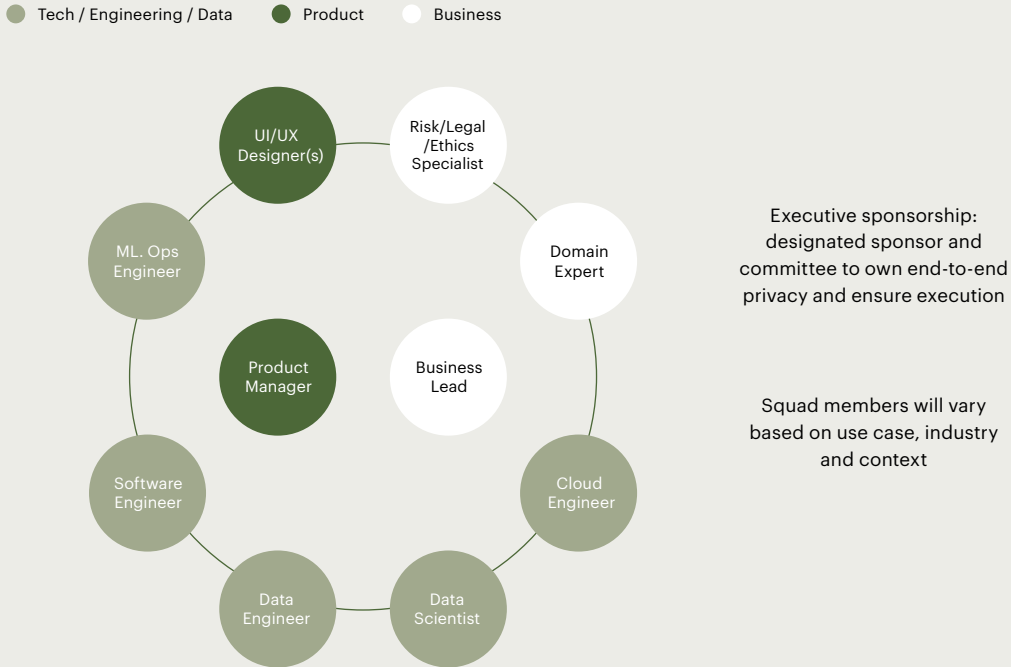 Tech / Engineering / Data
Product
Business
UI/UX
Designer(s)
Risk/Legal
/Ethics
Specialist
ML. Ops
Engineer
Domain
Expert
Product
Manager
Business
Lead
Software
Engineer
Cloud
Engineer
Data
Engineer
Data
Scientist
Executive sponsorship:
designated sponsor and
committee to own end-to-end
privacy and ensure execution
Squad members will vary
based on use case, industry
and context